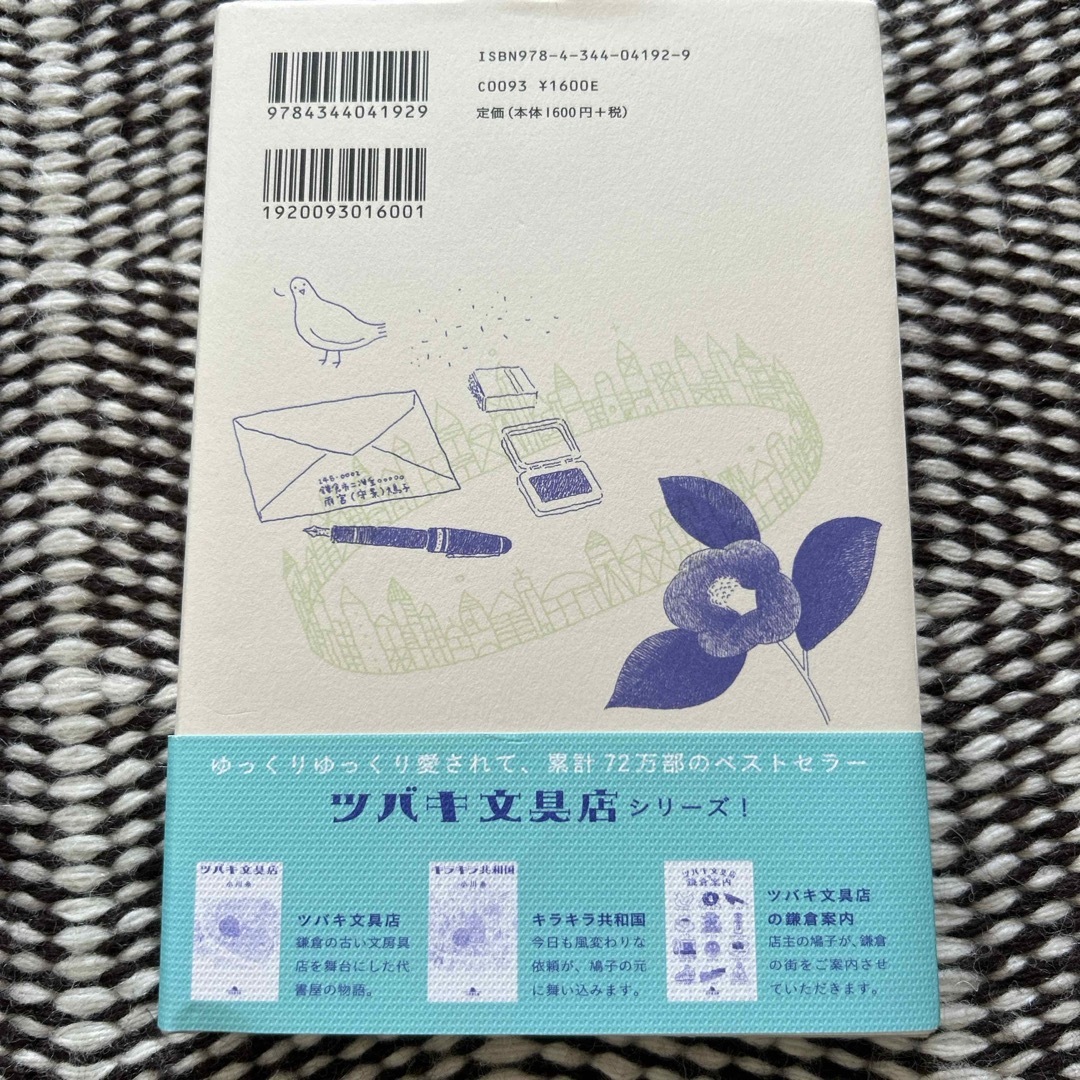 ISBN978-4-344-04192-9
C0093 ¥1600E
定価(本体1600円+税)
9784344041929
1920093016001
雨宮(守景)鳩子
ゆっくりゆっくり愛されて、累計72万部のベストセラー
ツバキ文具店シリーズ!
ツバキ文具店
小川糸
ツバキ文具店
鎌倉の古い文房具
店を舞台にした代
書屋の物語。
キラキラ共和国
小川糸
キラキラ共和国
今日も風変わりな
依頼が、鳩子の元
に舞い込みます。
ツバキ文具店
の鎌倉案内
ツバキ文具店
の鎌倉案内
店主の鳩子が、鎌倉
の街をご案内させ
ていただきます。